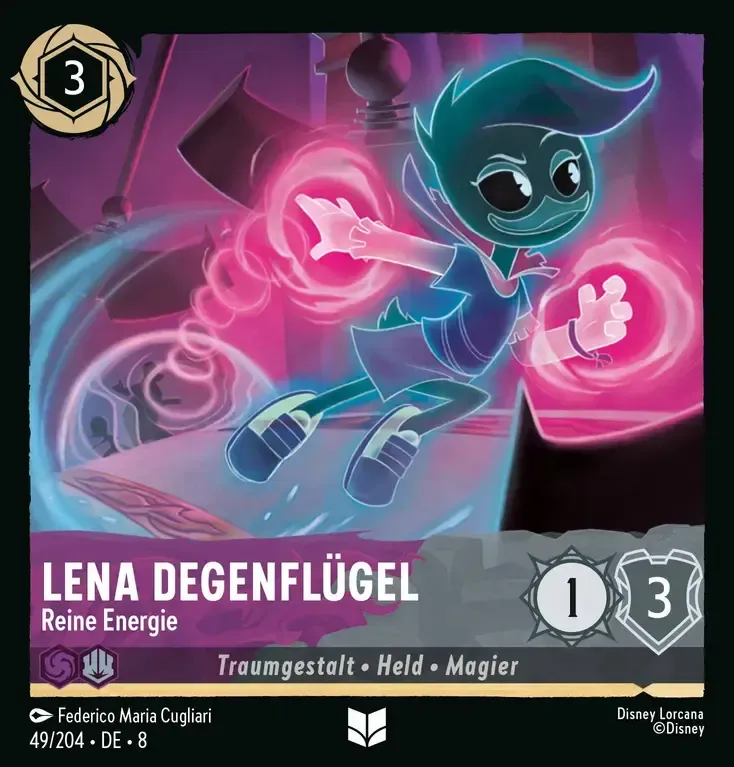 3
LENA DEGENFLÜGEL
Reine Energie
1
3
Traumgestalt • Held • Magier
Federico Maria Cugliari
49/204 • DE • 8
Disney Lorcana
©Disney